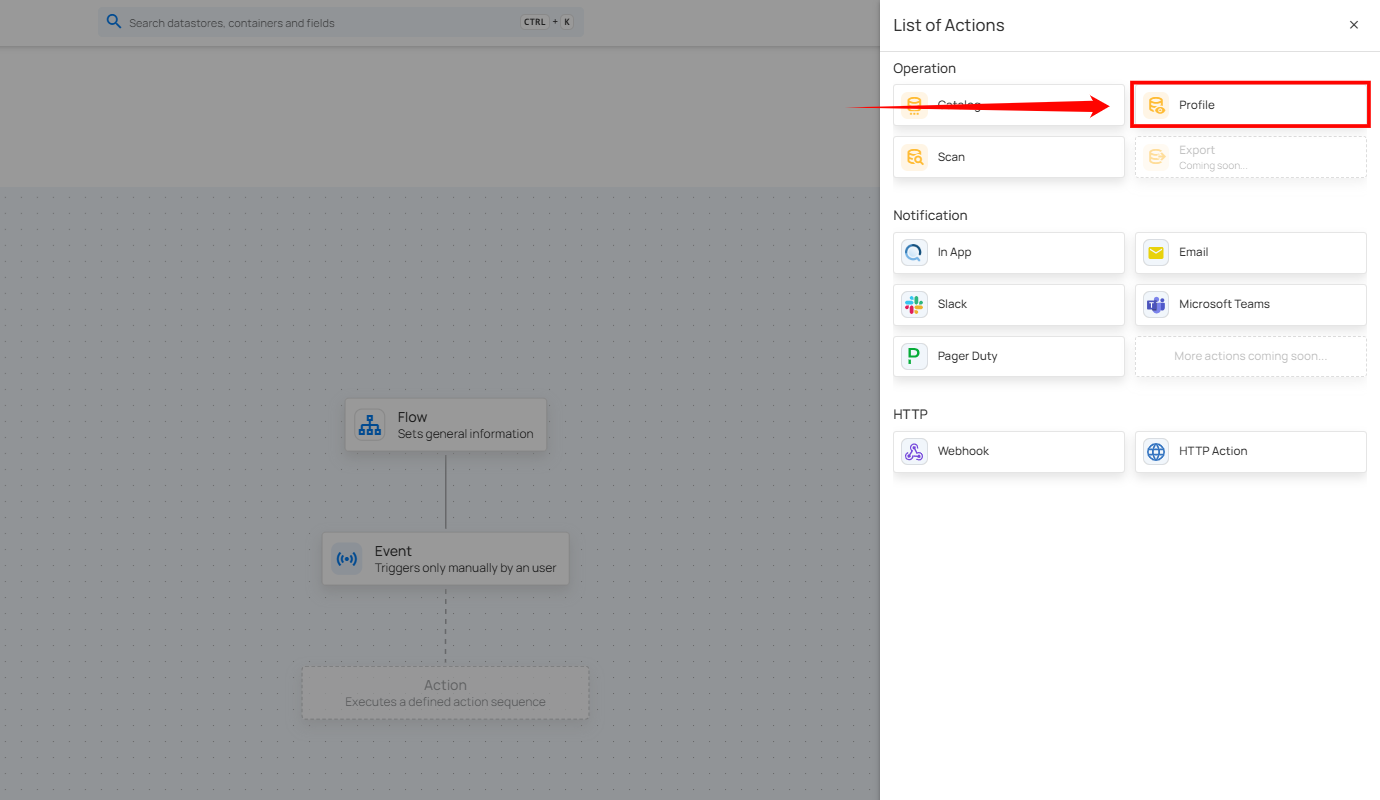 Search datastores, containers and fields
CTRL + K
Flow
Sets general information
Event
Triggers only manually by an user
Action
Executes a defined action sequence
List of Actions
Operation
Catalog
Profile
Scan
Export
Coming soon...
Notification
In App
Email
Slack
Microsoft Teams
Pager Duty
More actions coming soon...
HTTP
Webhook
HTTP Action